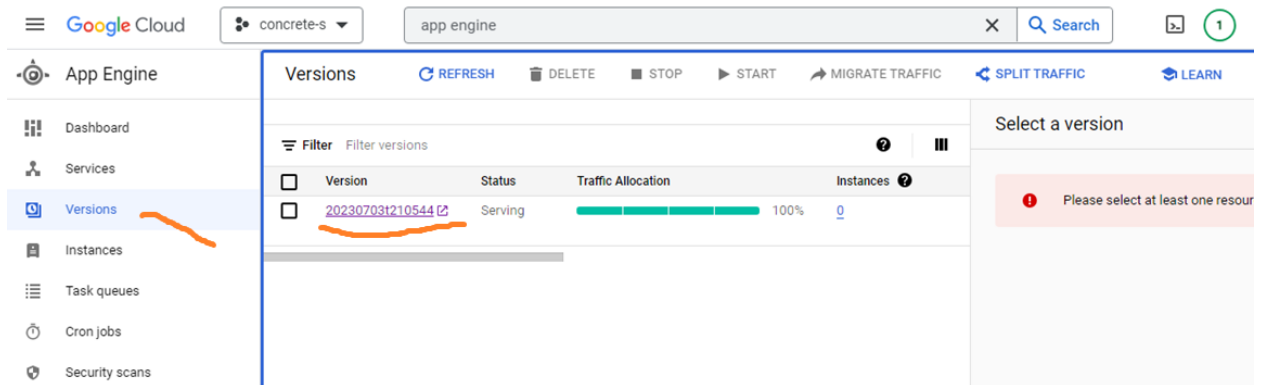 Google Cloud
concrete-s
app engine
Search
1
App Engine
Versions
REFRESH
DELETE
STOP
START
MIGRATE TRAFFIC
SPLIT TRAFFIC
LEARN
Dashboard
Services
Versions
Instances
Task queues
Cron jobs
Security scans
Filter Filter versions
Version Status Traffic Allocation Instances
20230703t210544 Serving 100% 0
Select a version
Please select at least one resour